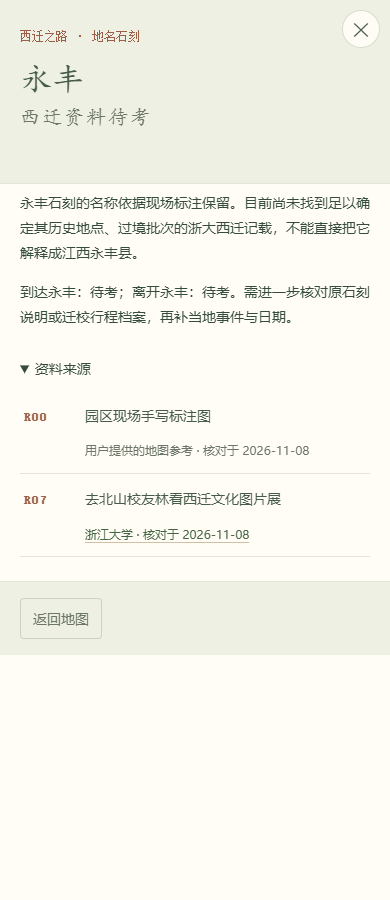 西迁之路 · 地名石刻
永丰
西迁资料待考
永丰石刻的名称依据现场标注保留。目前尚未找到足以确
定其历史地点、过境批次的浙大西迁记载，不能直接把它
解释成江西永丰县。
到达永丰：待考；离开永丰：待考。需进一步核对原石刻
说明或迁校行程档案，再补当地事件与日期。
▼ 资料来源
R00 园区现场手写标注图
用户提供的地图参考 · 核对于 2026-11-08
R07 去北山校友林看西迁文化图片展
浙江大学 · 核对于 2026-11-08
返回地图